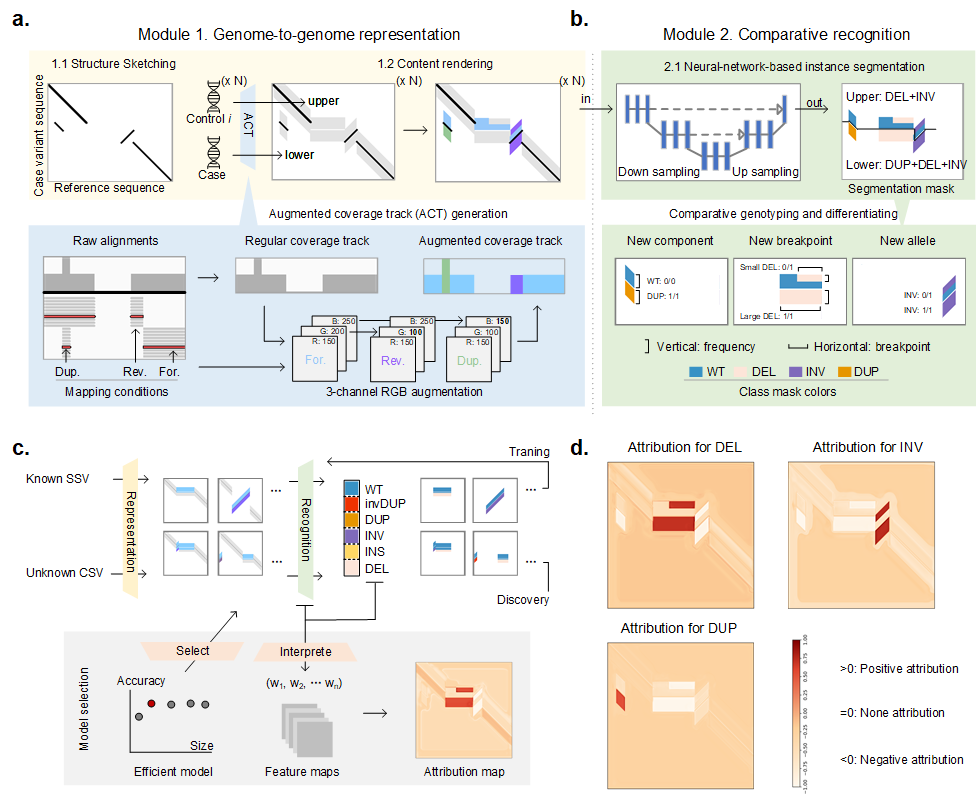 a.
Module 1. Genome-to-genome representation
1.1 Structure Sketching
1.2 Content rendering
(x N)
(x N)
(x N)
Case variant sequence
Reference sequence
Control i
Case
ACT
upper
lower
Augmented coverage track (ACT) generation
Raw alignments
Regular coverage track
Augmented coverage track
Dup.
Rev.
For.
Mapping conditions
B: 250
G: 200
R: 150
For.
B: 250
G: 100
R: 150
Rev.
B: 150
G: 100
R: 150
Dup.
3-channel RGB augmentation
b.
Module 2. Comparative recognition
2.1 Neural-network-based instance segmentation
in
out
Down sampling
Up sampling
Upper: DEL+INV
Lower: DUP+DEL+INV
Segmentation mask
Comparative genotyping and differentiating
New component
New breakpoint
New allele
WT: 0/0
DUP: 1/1
Small DEL: 0/1
Large DEL: 1/1
INV: 0/1
INV: 1/1
Vertical: frequency
Horizontal: breakpoint
WT
DEL
INV
DUP
Class mask colors
c.
Traning
Known SSV
Unknown CSV
Representation
...
...
Recognition
WT
invDUP
DUP
INV
INS
DEL
...
...
Discovery
Model selection
Select
Interprete
Accuracy
Size
Efficient model
(w1, w2, ··· wn)
Feature maps
Attribution map
d.
Attribution for DEL
Attribution for INV
Attribution for DUP
1.00
0.75
0.50
0.25
0.00
−0.25
−0.50
−0.75
−1.00
>0: Positive attribution
=0: None attribution
<0: Negative attribution